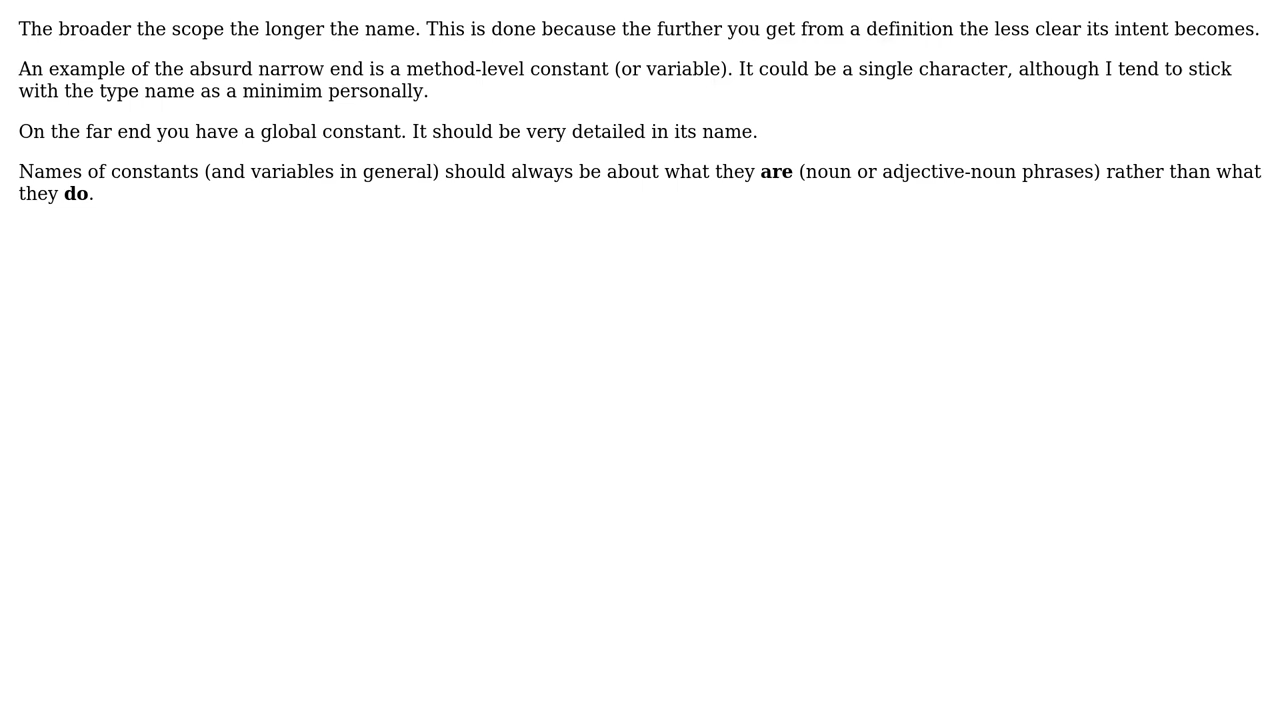 The broader the scope the longer the name. This is done because the further you get from a definition the less clear its intent becomes.
An example of the absurd narrow end is a method-level constant (or variable). It could be a single character, although I tend to stick
with the type name as a minimim personally.
On the far end you have a global constant. It should be very detailed in its name.
Names of constants (and variables in general) should always be about what they are (noun or adjective-noun phrases) rather than what
they do.